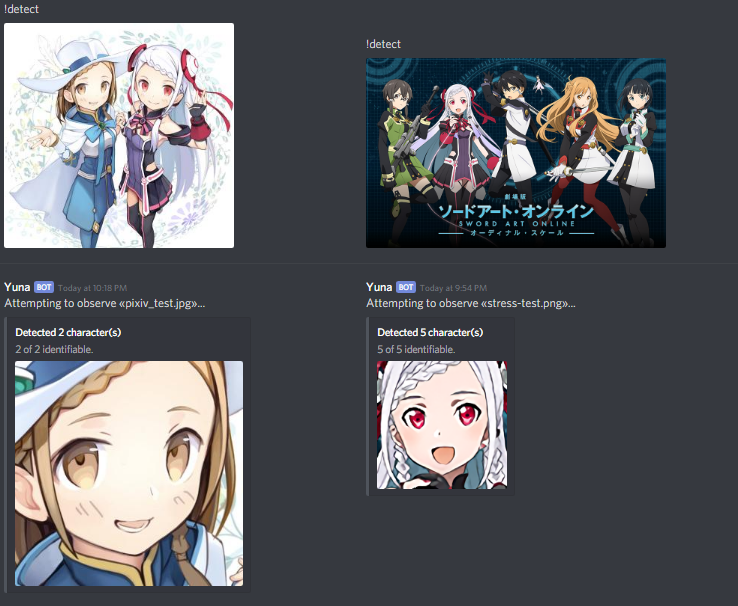 !detect
!detect
劇場版
ソードアート・オンライン
SWORD ART ONLINE
オーディナル・スケール
Yuna BOT Today at 10:18 PM
Attempting to observe «pixiv_test.jpg»...
Detected 2 character(s)
2 of 2 identifiable.
Yuna BOT Today at 9:54 PM
Attempting to observe «stress-test.png»...
Detected 5 character(s)
5 of 5 identifiable.